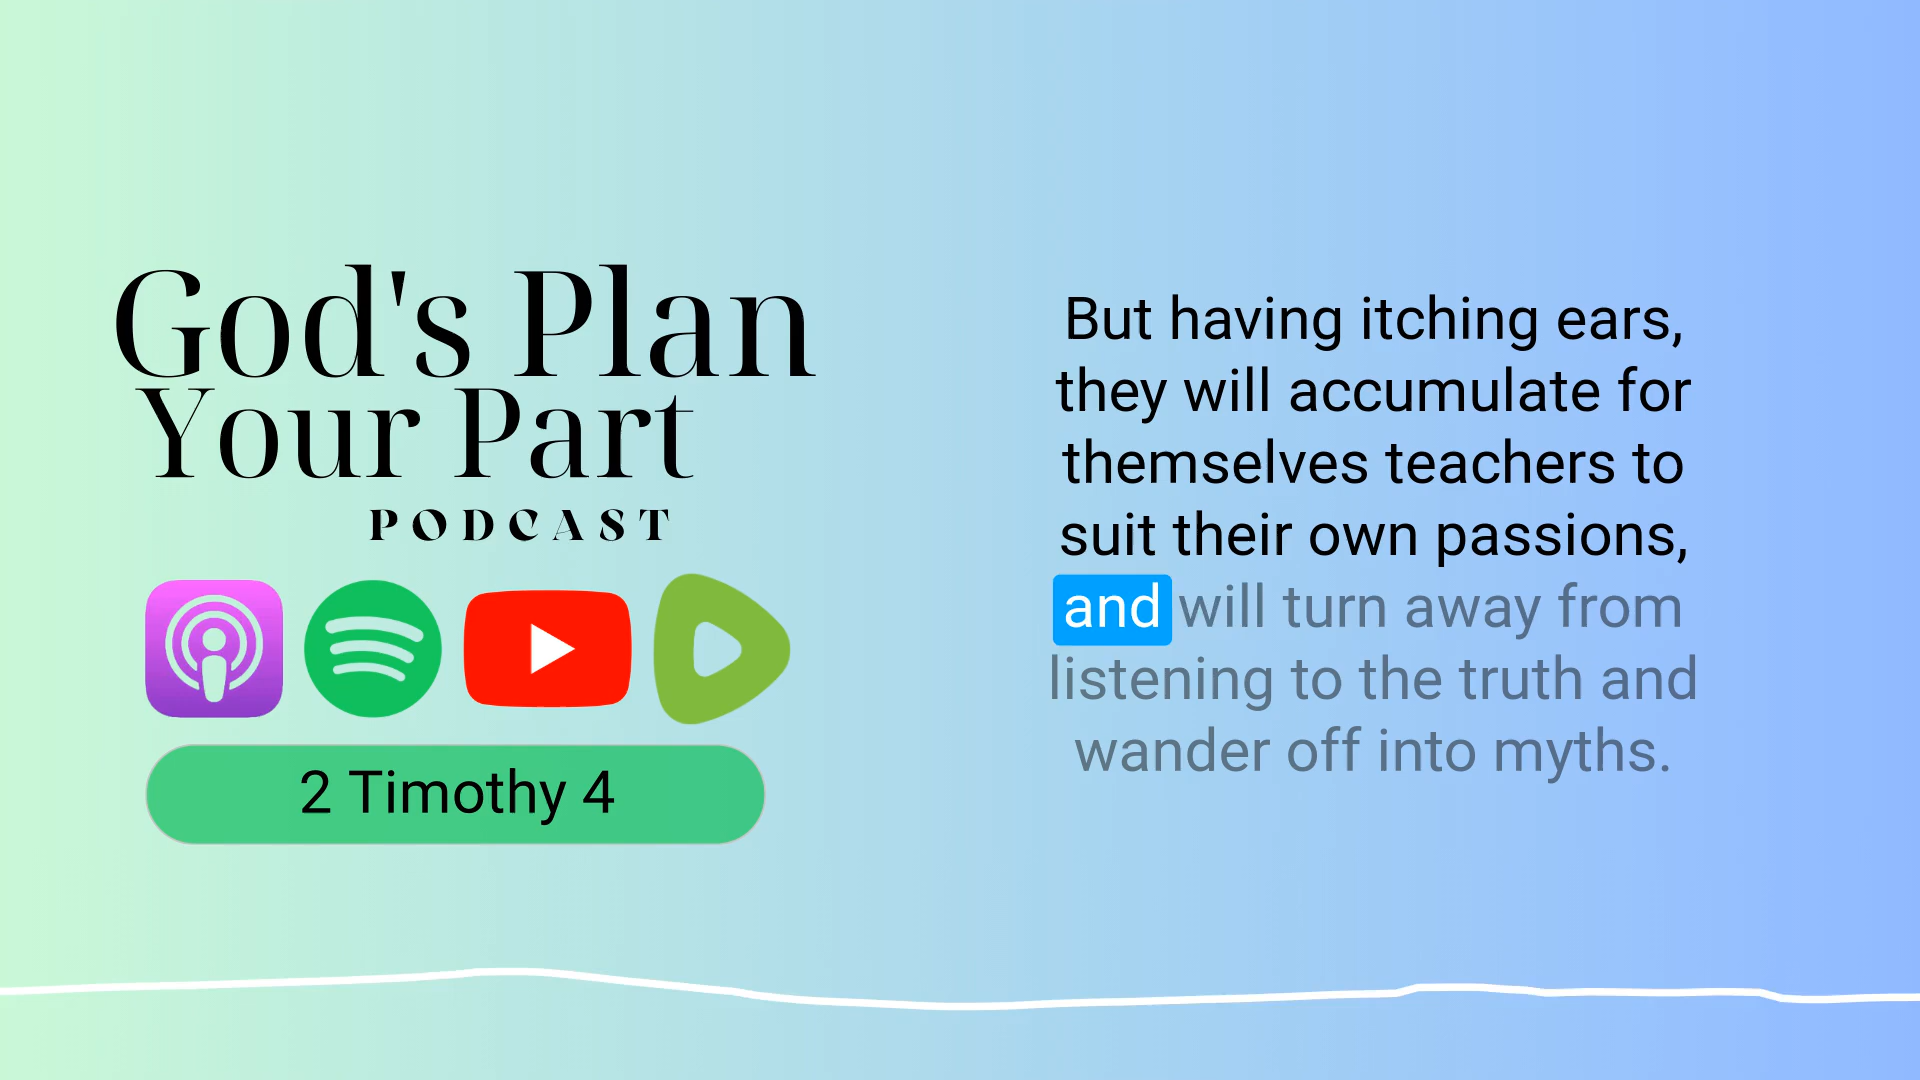 God's Plan
Your Part
PODCAST
2 Timothy 4
But having itching ears,
they will accumulate for
themselves teachers to
suit their own passions,
and will turn away from
listening to the truth and
wander off into myths.